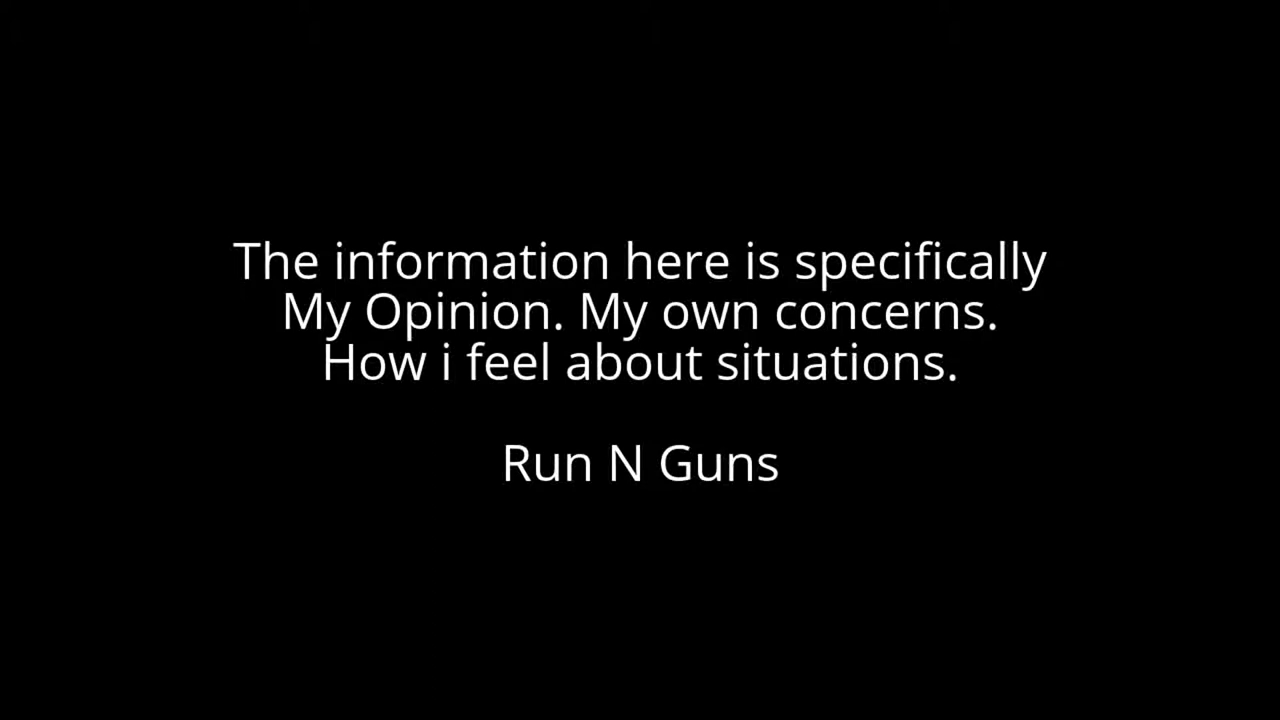 The information here is specifically
My Opinion. My own concerns.
How i feel about situations.
Run N Guns